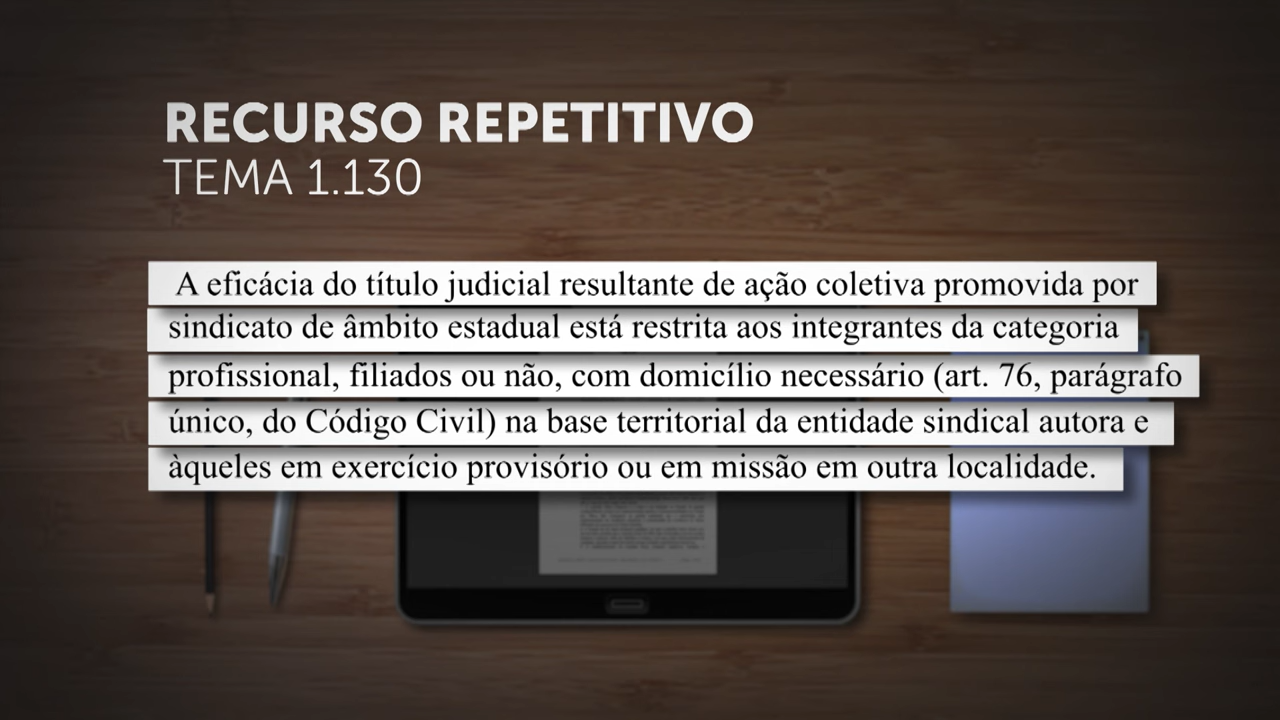 RECURSO REPETITIVO
TEMA 1.130
A eficácia do título judicial resultante de ação coletiva promovida por
sindicato de âmbito estadual está restrita aos integrantes da categoria
profissional, filiados ou não, com domicílio necessário (art. 76, parágrafo
único, do Código Civil) na base territorial da entidade sindical autora e
àqueles em exercício provisório ou em missão em outra localidade.